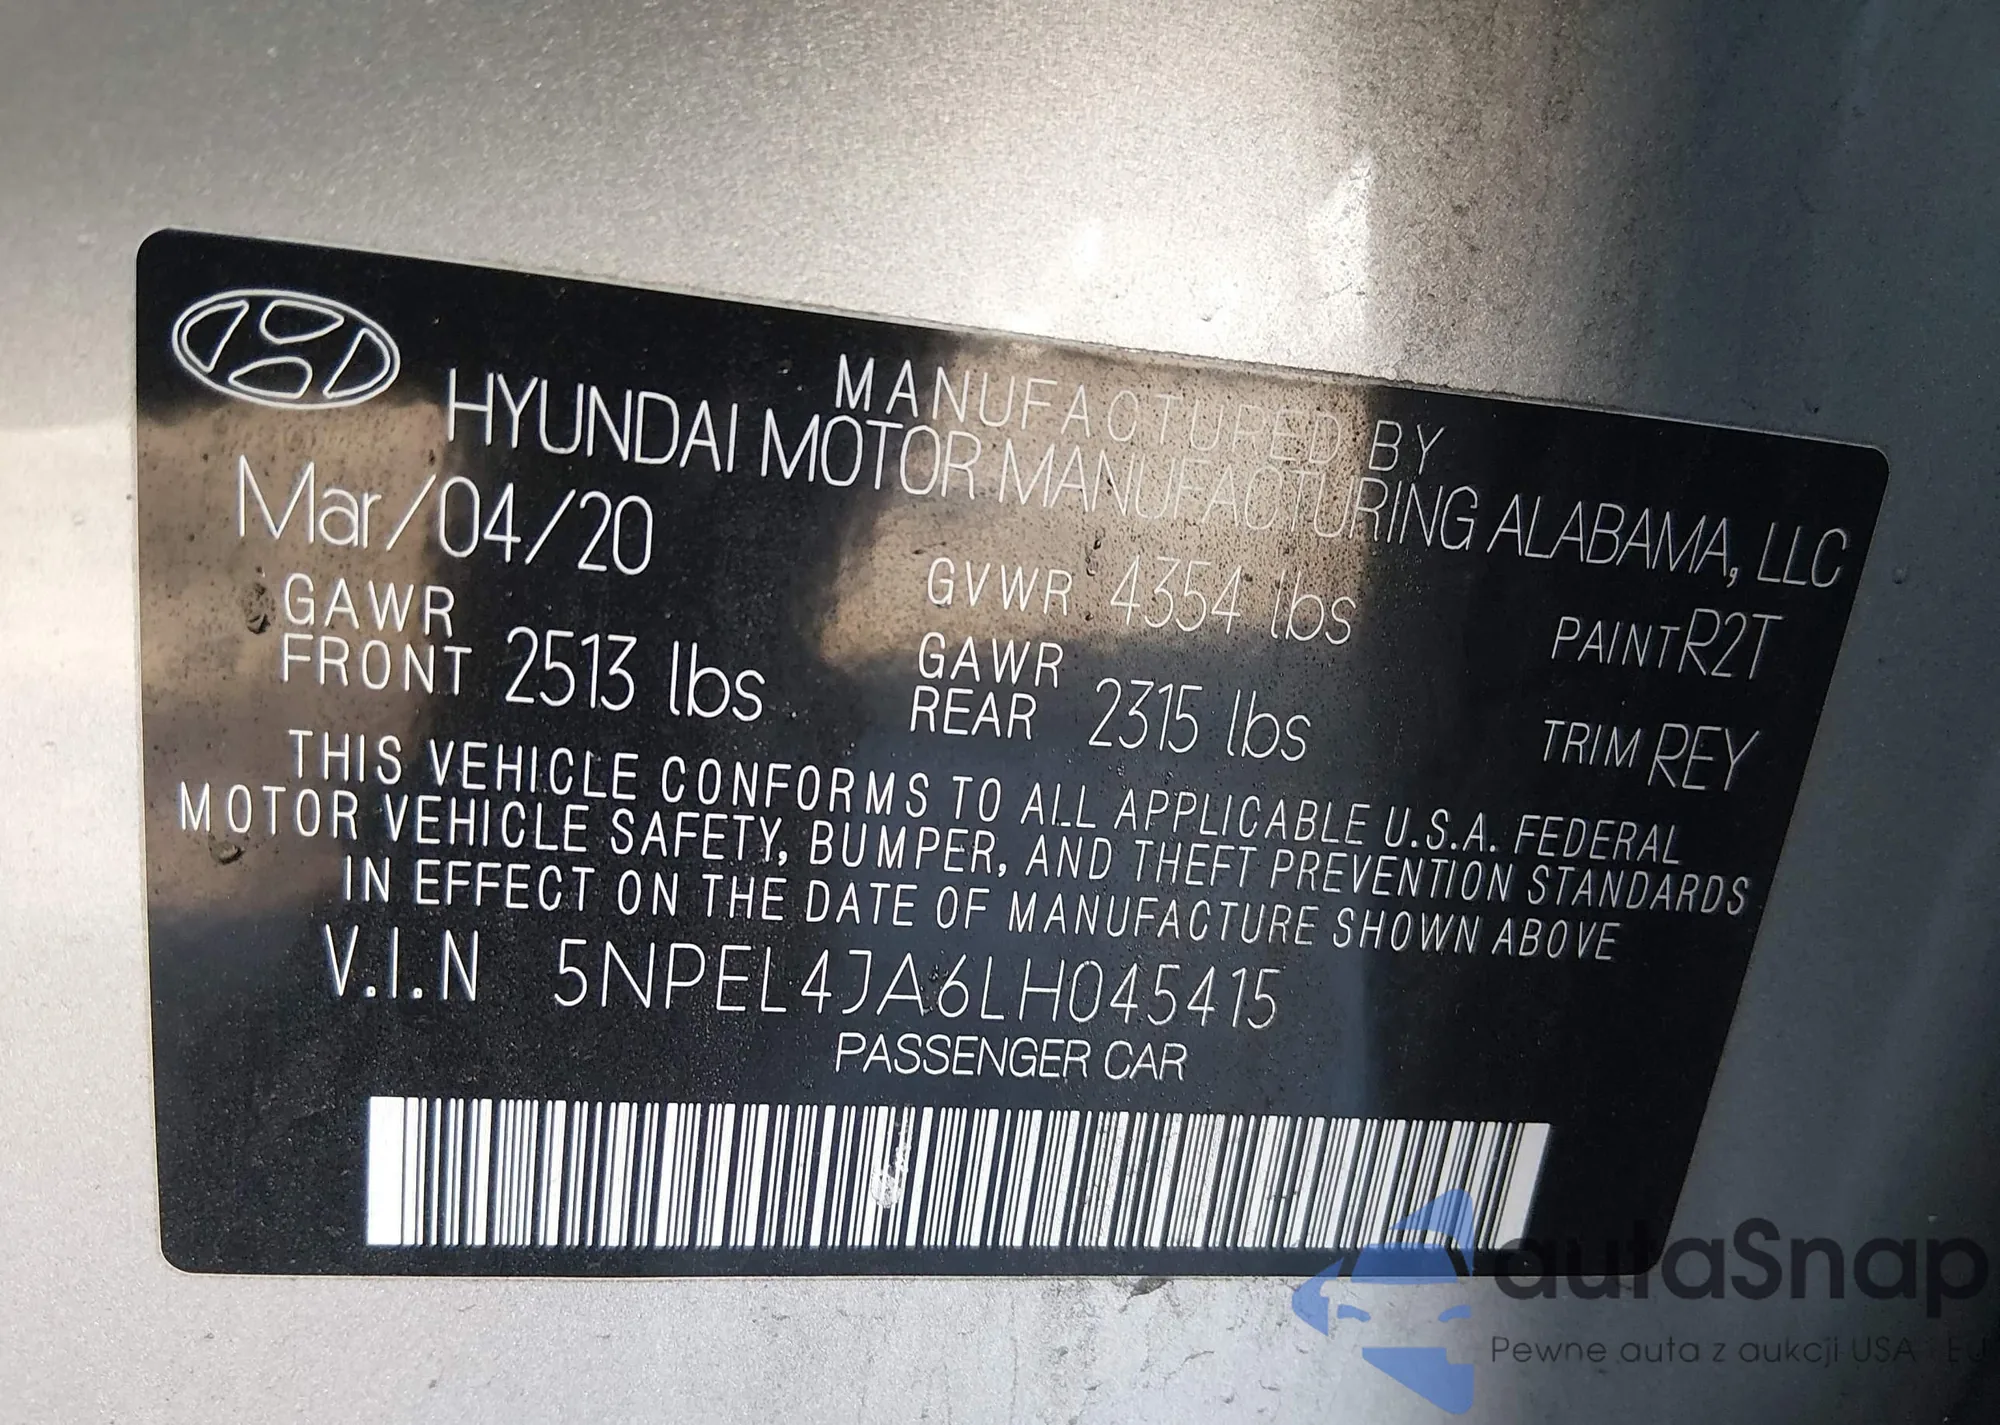 MANUFACTURED BY
HYUNDAI MOTOR MANUFACTURING ALABAMA, LLC
Mar/04/20
GVWR 4354 lbs
PAINT R2T
GAWR
FRONT 2513 lbs
GAWR
REAR 2315 lbs
TRIM REY
THIS VEHICLE CONFORMS TO ALL APPLICABLE U.S.A. FEDERAL
MOTOR VEHICLE SAFETY, BUMPER, AND THEFT PREVENTION STANDARDS
IN EFFECT ON THE DATE OF MANUFACTURE SHOWN ABOVE
V.I.N 5NPEL4JA6LH045415
PASSENGER CAR
autaSnap
Pewne auta z aukcji USA i EU